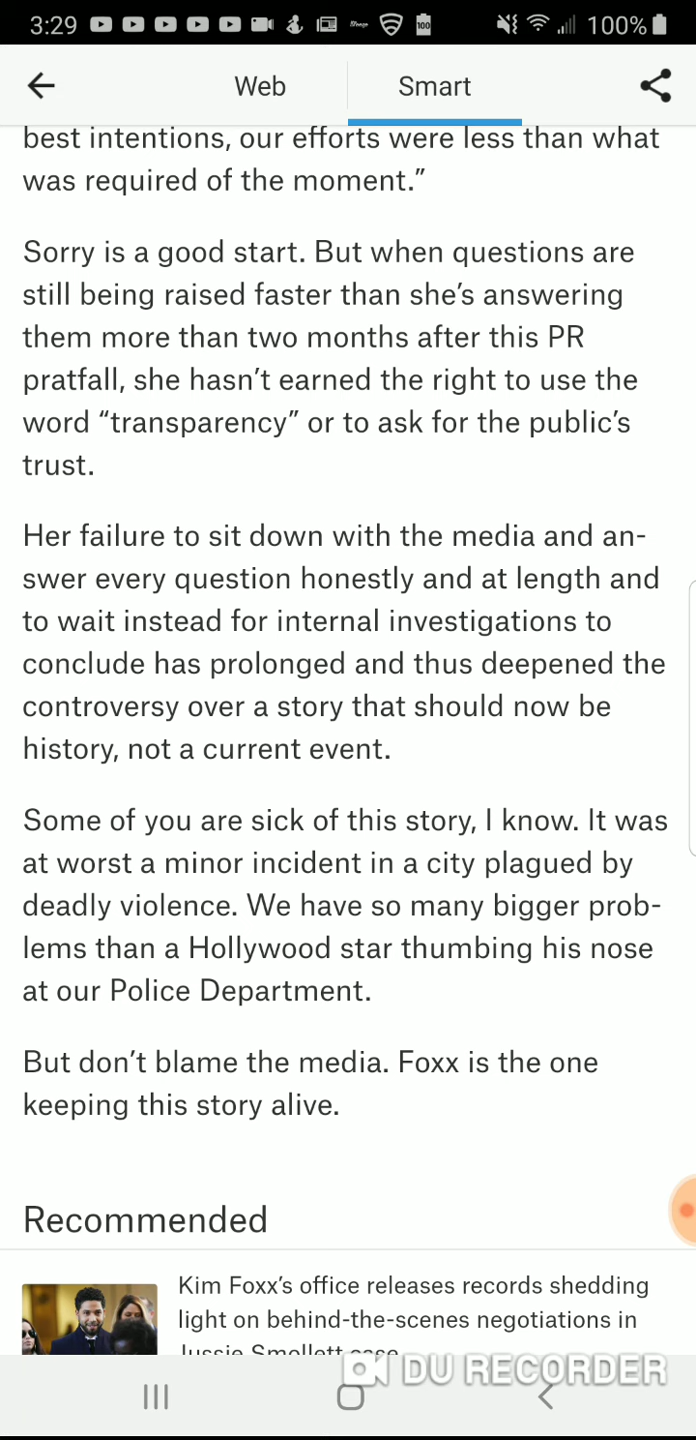 3:29
100
100%
Web
Smart
best intentions, our efforts were less than what
was required of the moment.”
Sorry is a good start. But when questions are
still being raised faster than she’s answering
them more than two months after this PR
pratfall, she hasn’t earned the right to use the
word “transparency” or to ask for the public’s
trust.
Her failure to sit down with the media and an-
swer every question honestly and at length and
to wait instead for internal investigations to
conclude has prolonged and thus deepened the
controversy over a story that should now be
history, not a current event.
Some of you are sick of this story, I know. It was
at worst a minor incident in a city plagued by
deadly violence. We have so many bigger prob-
lems than a Hollywood star thumbing his nose
at our Police Department.
But don’t blame the media. Foxx is the one
keeping this story alive.
Recommended
Kim Foxx’s office releases records shedding
light on behind-the-scenes negotiations in
Jussie Smollett case
DU RECORDER